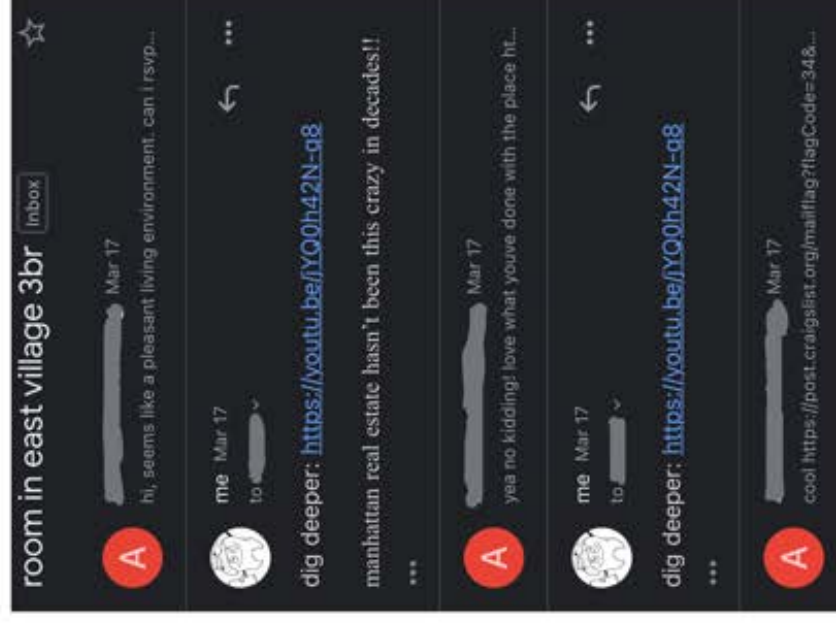 room in east village 3br Inbox
A
Mar 17
hi, seems like a pleasant living environment. can i rsvp...
me Mar 17
to
dig deeper: https://youtu.be/jYQ0h42N-q8
manhattan real estate hasn't been this crazy in decades!!
...
A
Mar 17
yea no kidding! love what youve done with the place ht...
me Mar 17
to
dig deeper: https://youtu.be/jYQ0h42N-q8
...
A
Mar 17
cool https://post.craigslist.org/mailflag?flagCode=34&...